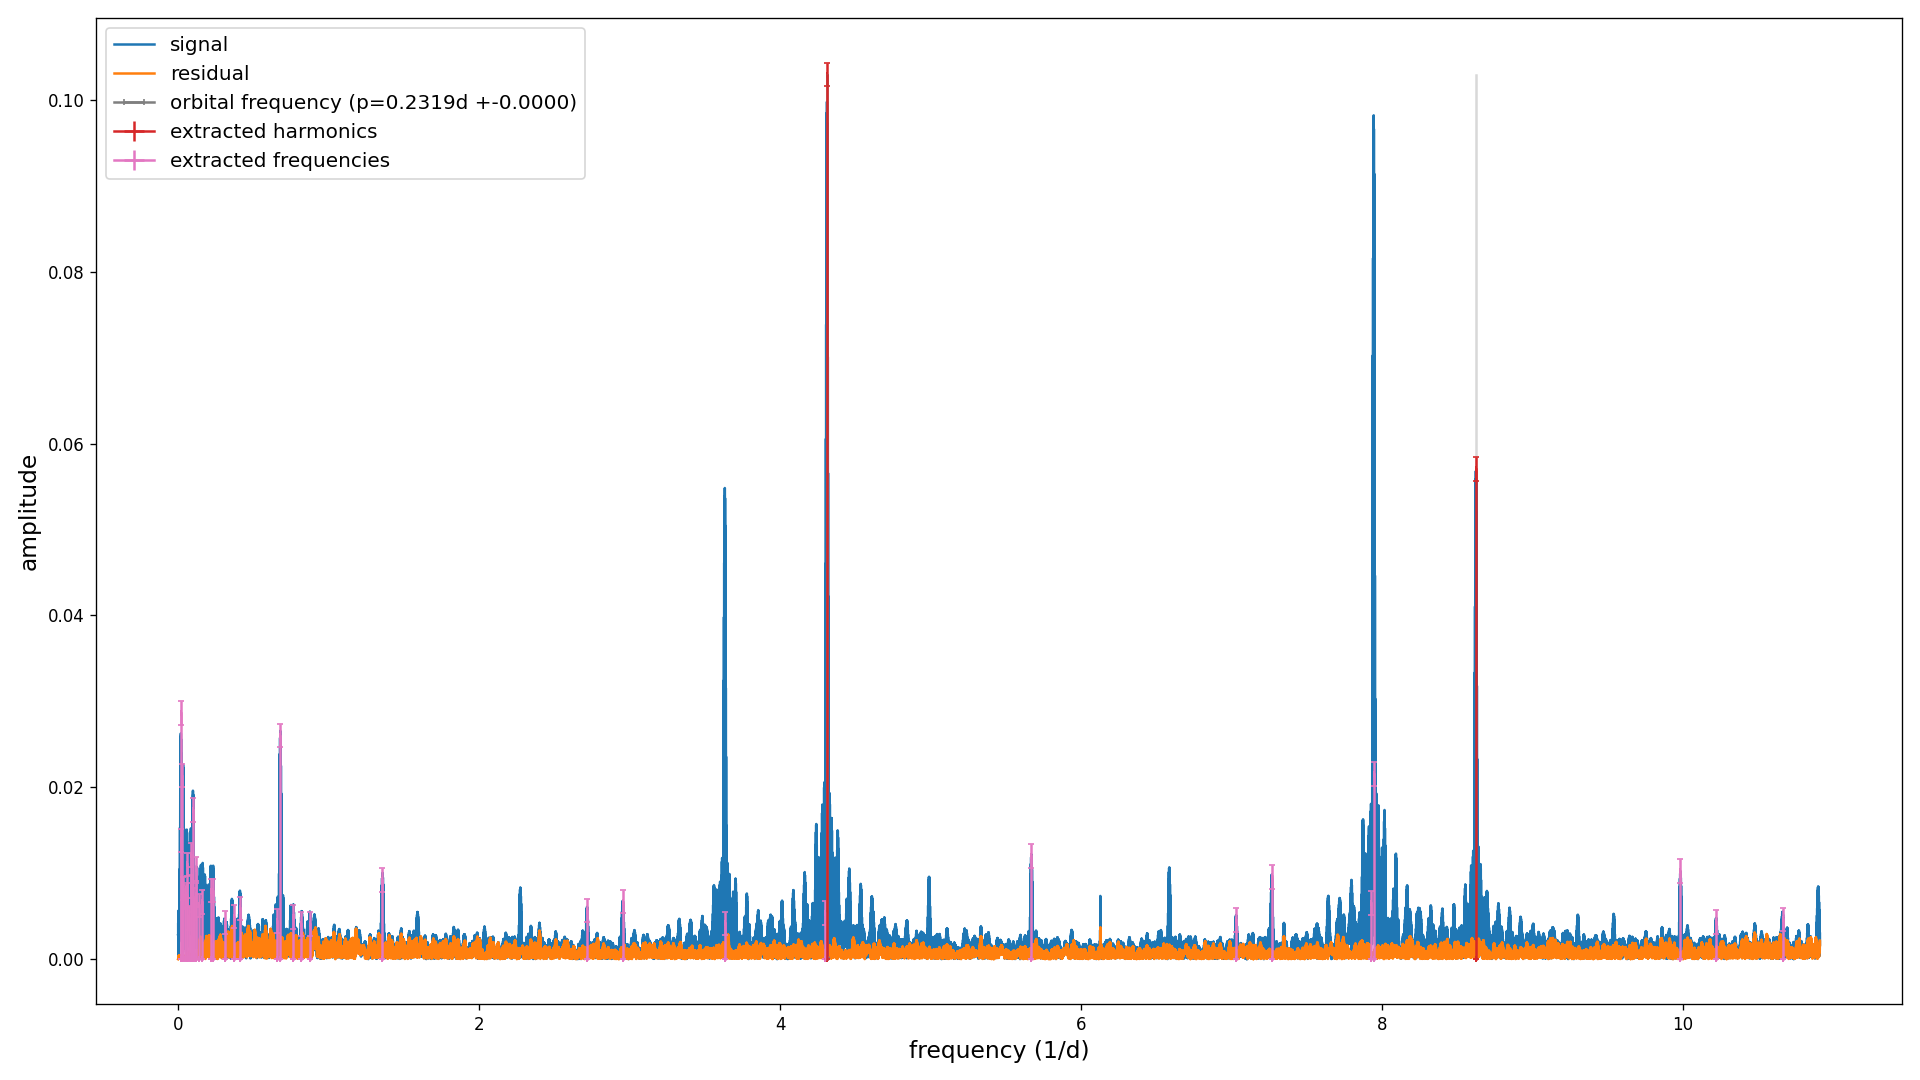 signal
residual
orbital frequency (p=0.2319d +-0.0000)
extracted harmonics
extracted frequencies
amplitude
0.10
0.08
0.06
0.04
0.02
0.00
0 2 4 6 8 10
frequency (1/d)